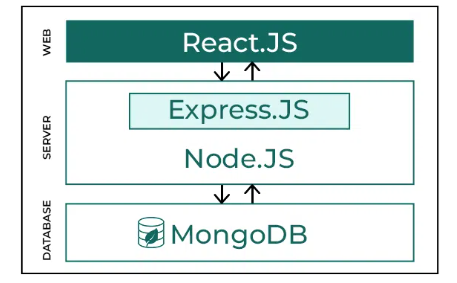 WEB
React.JS
SERVER
Express.JS
Node.JS
DATABASE
MongoDB